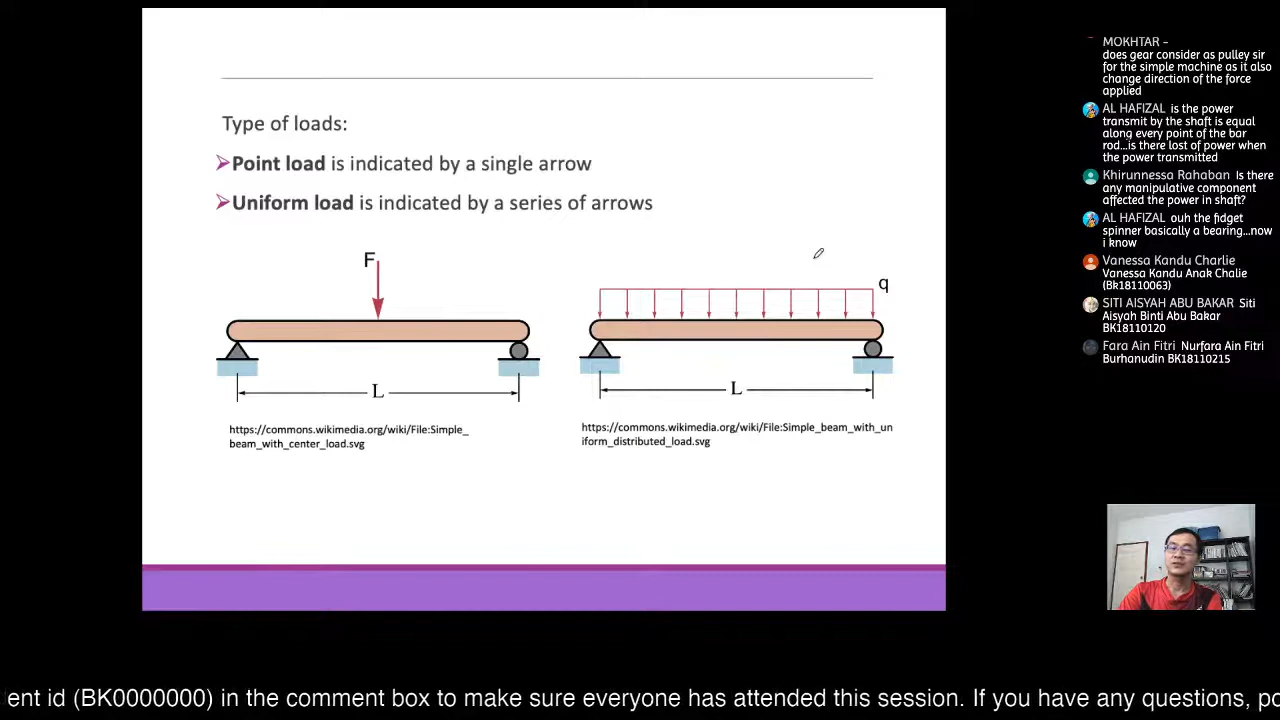 Type of loads:
Point load is indicated by a single arrow
Uniform load is indicated by a series of arrows
F
L
https://commons.wikimedia.org/wiki/File:Simple_
beam_with_center_load.svg
q
L
https://commons.wikimedia.org/wiki/File:Simple_beam_with_un
iform_distributed_load.svg
MOKHTAR -
does gear consider as pulley sir
for the simple machine as it also
change direction of the force
applied
AL HAFIZAL is the power
transmit by the shaft is equal
along every point of the bar
rod...is there lost of power when
the power transmitted
Khirunnessa Rahaban Is there
any manipulative component
affected the power in shaft?
AL HAFIZAL ouh the fidget
spinner basically a bearing...now
i know
Vanessa Kandu Charlie
Vanessa Kandu Anak Chalie
(Bk18110063)
SITI AISYAH ABU BAKAR Siti
Aisyah Binti Abu Bakar
BK18110120
Fara Ain Fitri Nurfara Ain Fitri
Burhanudin BK18110215
ent id (BK0000000) in the comment box to make sure everyone has attended this session. If you have any questions, po